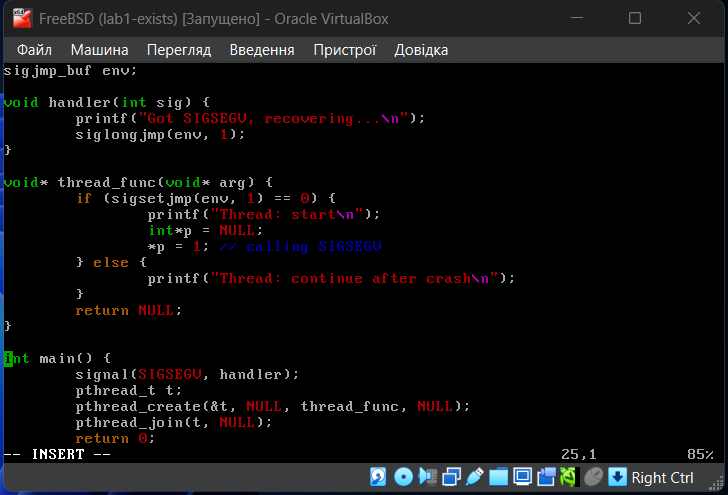 FreeBSD (lab1-exists) [Запущено] - Oracle VirtualBox
Файл Машина Перегляд Введення Пристрої Довідка
sigjmp_buf env;
void handler(int sig) {
printf("Got SIGSEGV, recovering...\n");
siglongjmp(env, 1);
}
void* thread_func(void* arg) {
if (sigsetjmp(env, 1) == 0) {
printf("Thread: start\n");
int*p = NULL;
*p = 1; // calling SIGSEGV
} else {
printf("Thread: continue after crash\n");
}
return NULL;
}
int main() {
signal(SIGSEGV, handler);
pthread_t t;
pthread_create(&t, NULL, thread_func, NULL);
pthread_join(t, NULL);
return 0;
-- INSERT -- 25,1 85%
Right Ctrl